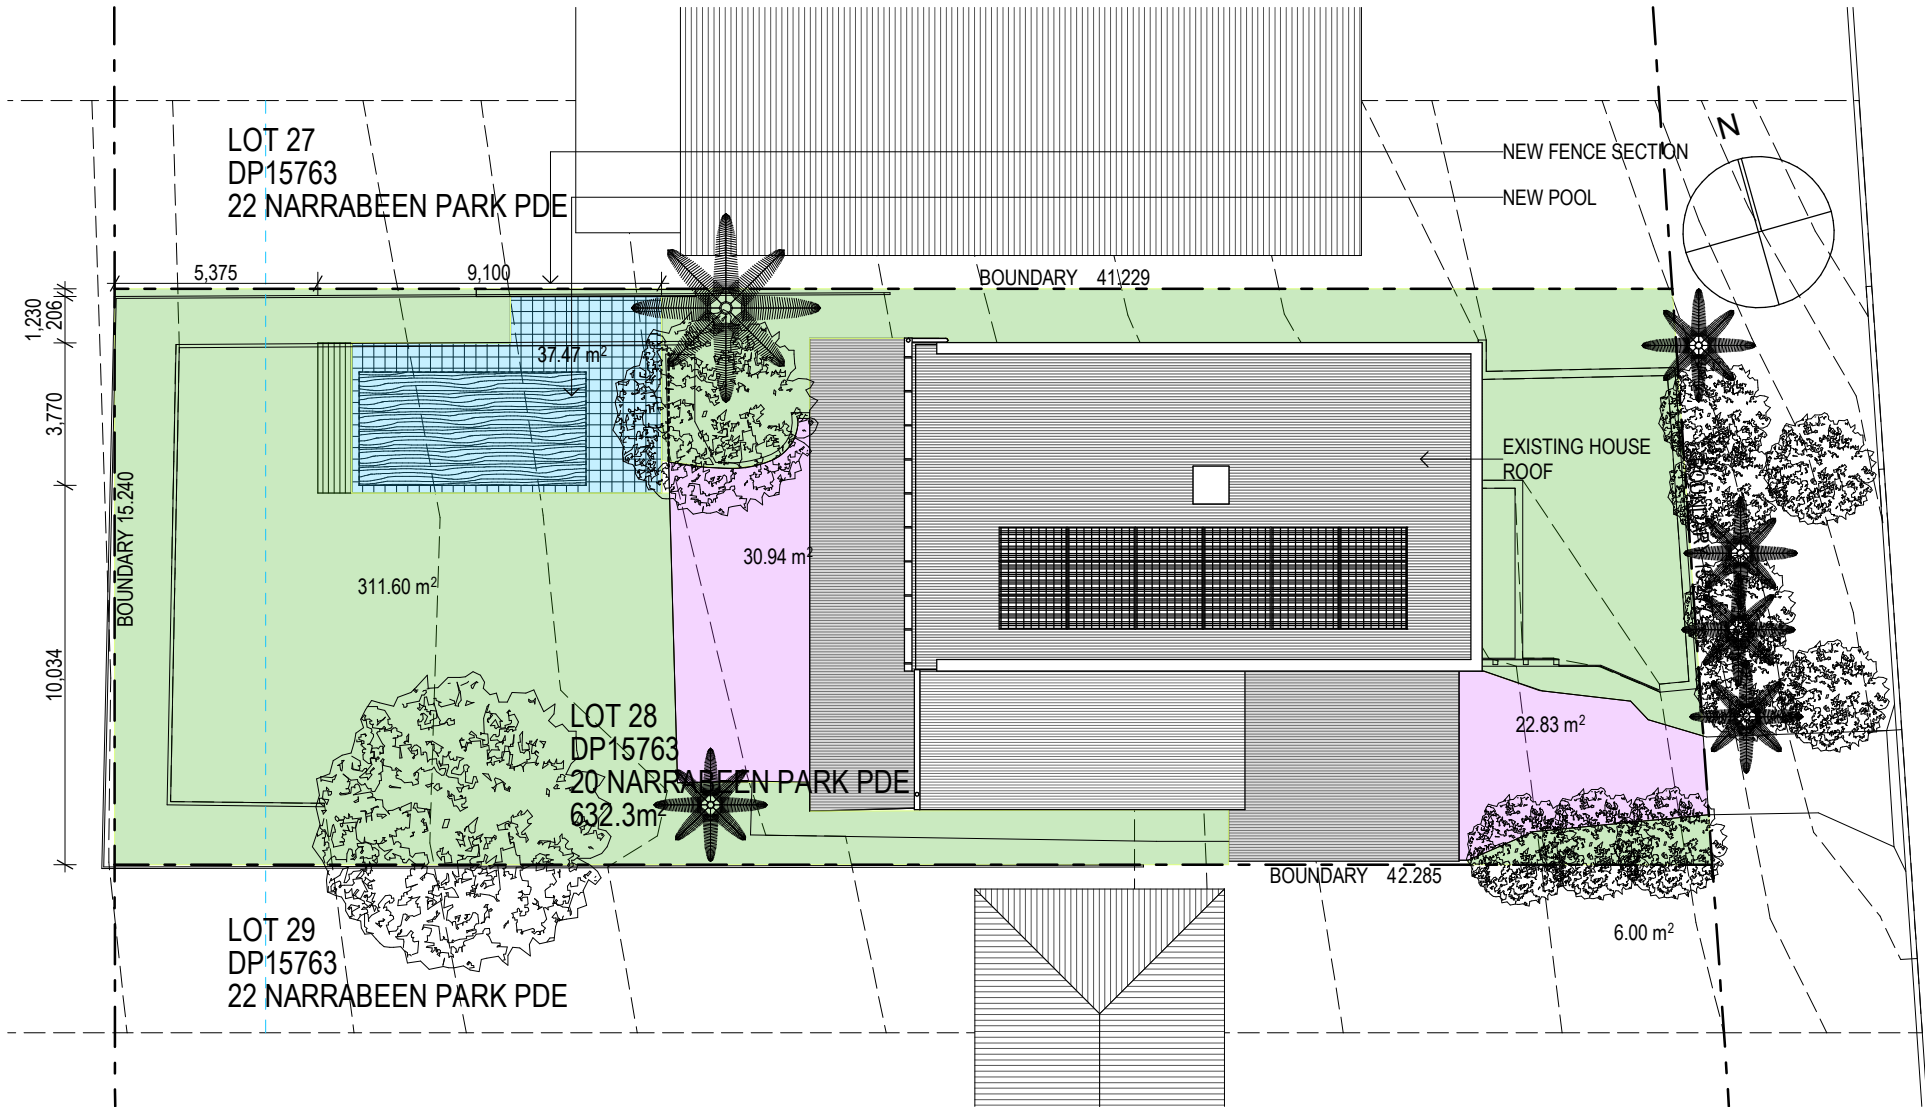 LOT 27
DP15763
22 NARRABEEN PARK PDE
N
NEW FENCE SECTION
NEW POOL
5,375
9,100
BOUNDARY 41.229
1,230
206
3,770
10,034
37.47 m²
BOUNDARY 15.240
EXISTING HOUSE
ROOF
30.94 m²
311.60 m²
LOT 28
DP15763
20 NARRABEEN PARK PDE
632.3m²
22.83 m²
BOUNDARY 42.285
LOT 29
DP15763
22 NARRABEEN PARK PDE
6.00 m²